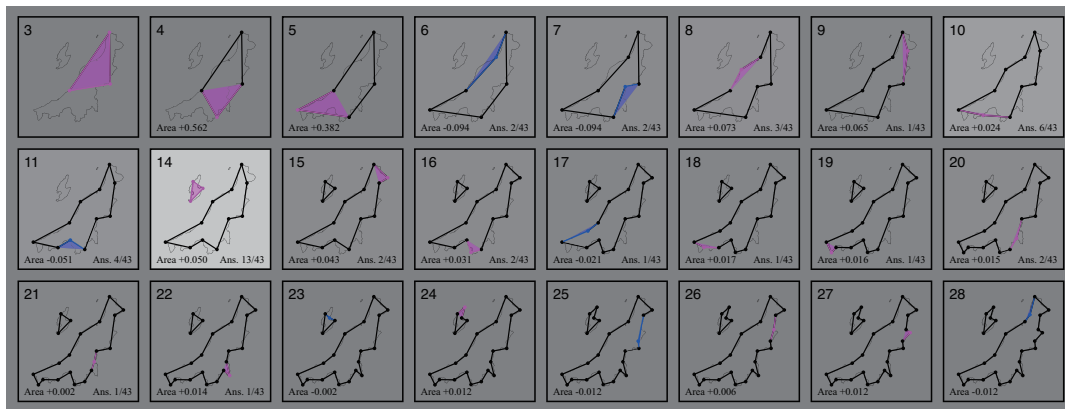 3 4 5 6 7 8 9 10
Area +0.562 Area +0.382 Area -0.094 Ans. 2/43 Area -0.094 Ans. 2/43 Area +0.073 Ans. 3/43 Area +0.065 Ans. 1/43 Area +0.024 Ans. 6/43
11 14 15 16 17 18 19 20
Area -0.051 Ans. 4/43 Area +0.050 Ans. 13/43 Area +0.043 Ans. 2/43 Area +0.031 Ans. 2/43 Area -0.021 Ans. 1/43 Area +0.017 Ans. 1/43 Area +0.016 Ans. 1/43 Area +0.015 Ans. 2/43
21 22 23 24 25 26 27 28
Area +0.002 Ans. 1/43 Area +0.014 Ans. 1/43 Area -0.002 Area +0.012 Area -0.012 Area +0.006 Area +0.012 Area -0.012